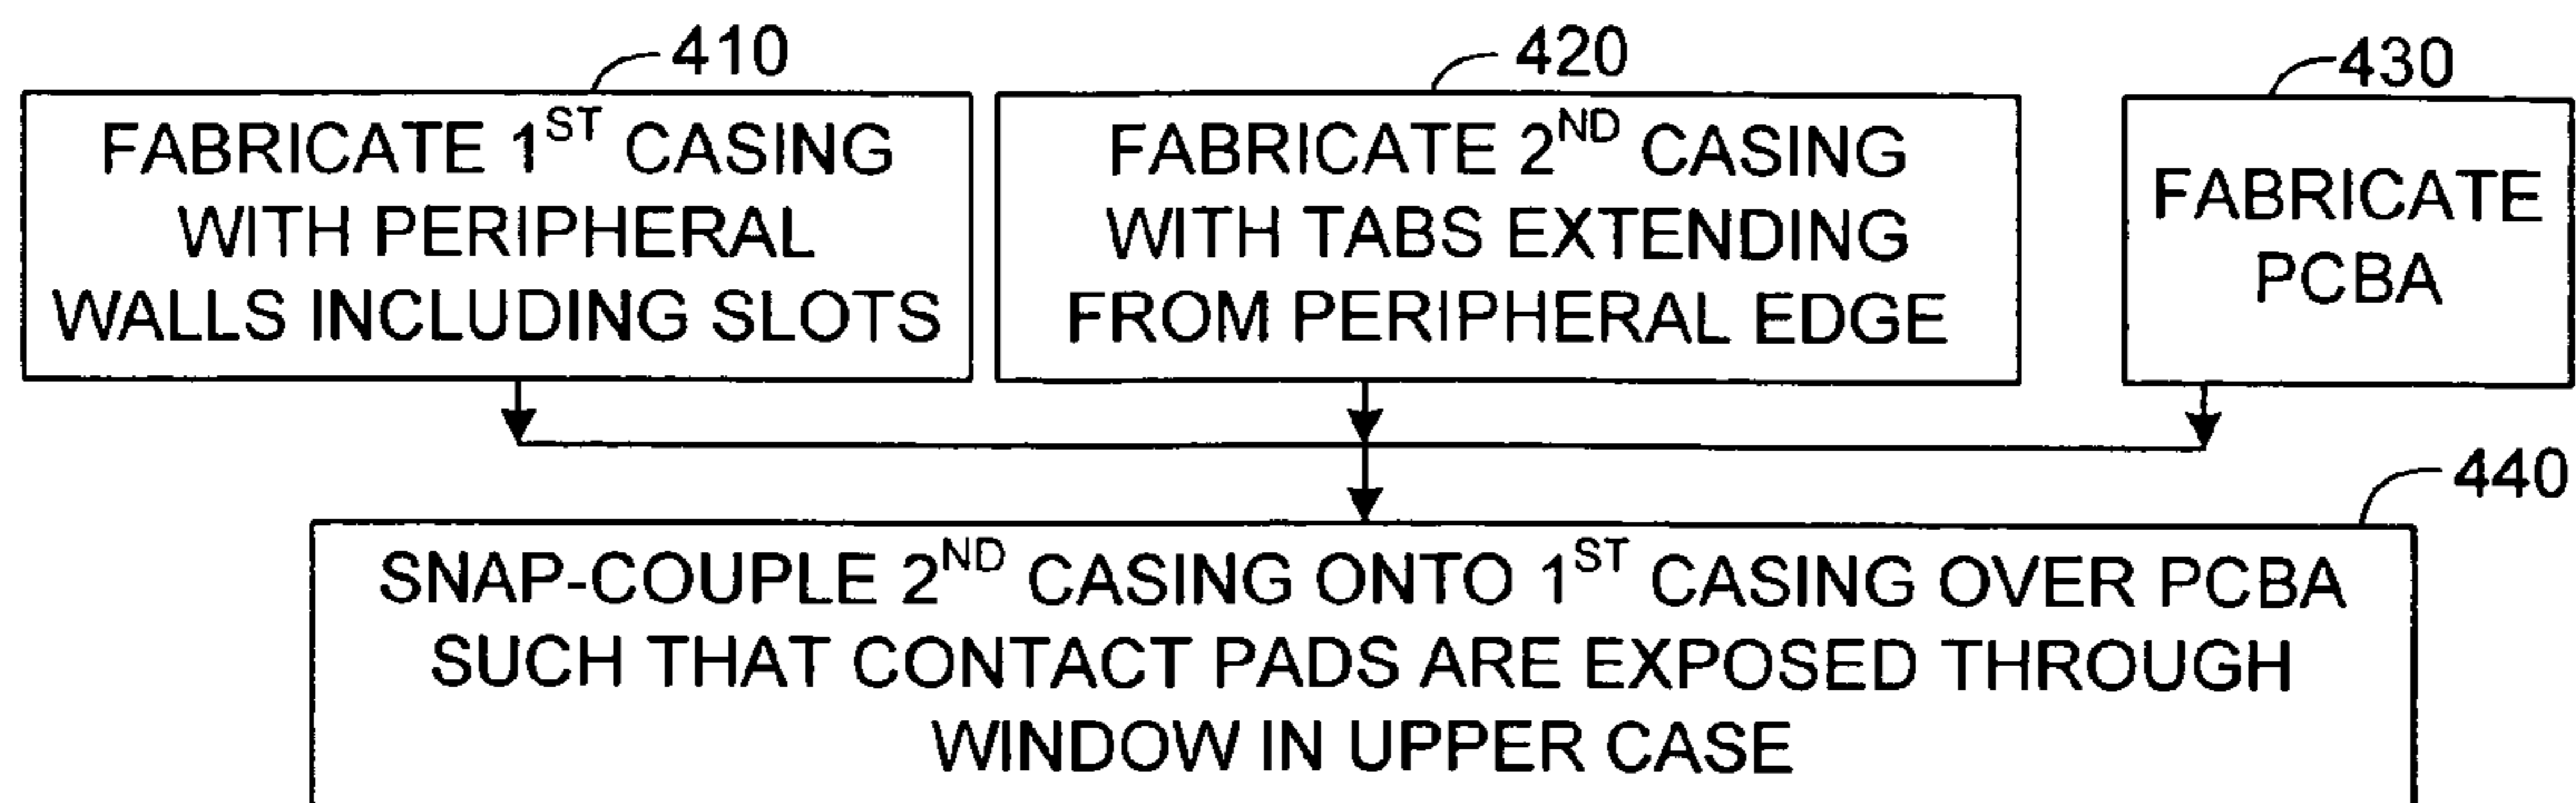 410
FABRICATE 1ST CASING
WITH PERIPHERAL
WALLS INCLUDING SLOTS
420
FABRICATE 2ND CASING
WITH TABS EXTENDING
FROM PERIPHERAL EDGE
430
FABRICATE
PCBA
440
SNAP-COUPLE 2ND CASING ONTO 1ST CASING OVER PCBA
SUCH THAT CONTACT PADS ARE EXPOSED THROUGH
WINDOW IN UPPER CASE